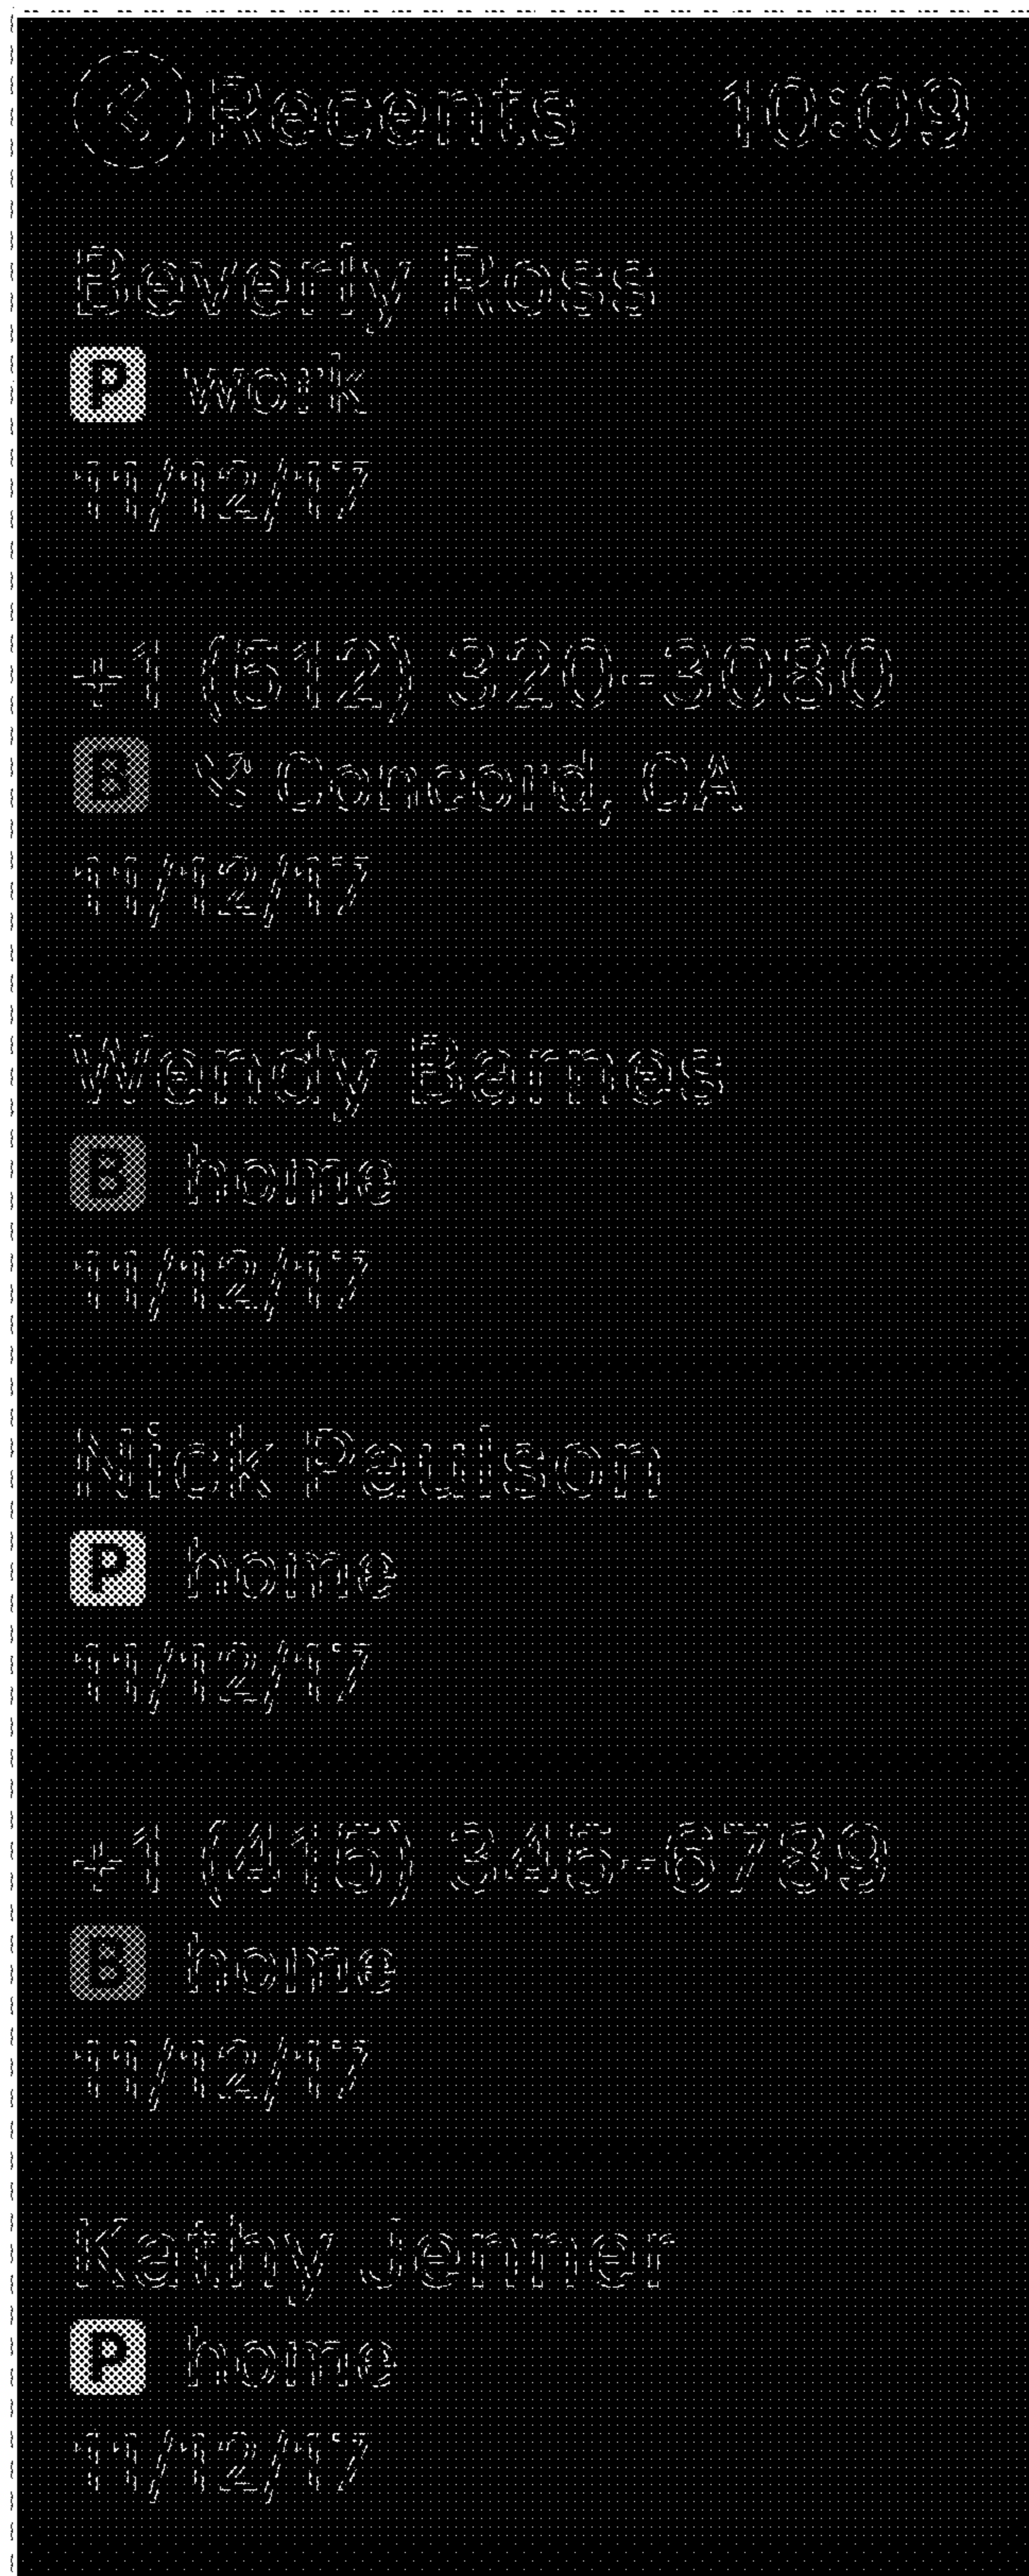 Recents 10:09
Beverly Ross
P work
11/12/17
+1 (512) 320-3080
B Concord, CA
11/12/17
Wendy Barnes
B home
11/12/17
Nick Paulson
P home
11/12/17
+1 (415) 345-6789
B home
11/12/17
Kathy Jenner
P home
11/12/17